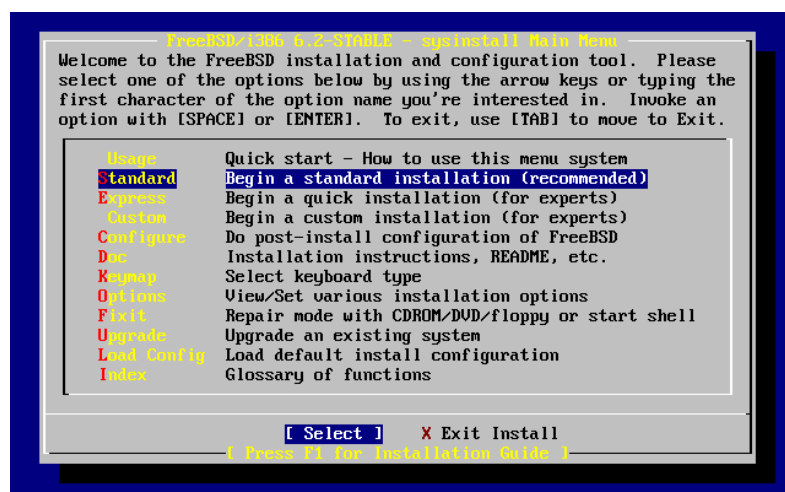 FreeBSD/i386 6.2-STABLE - sysinstall Main Menu
Welcome to the FreeBSD installation and configuration tool.  Please
select one of the options below by using the arrow keys or typing the
first character of the option name you're interested in.  Invoke an
option with [SPACE] or [ENTER].  To exit, use [TAB] to move to Exit.
Usage Quick start - How to use this menu system
Standard Begin a standard installation (recommended)
Express Begin a quick installation (for experts)
Custom Begin a custom installation (for experts)
Configure Do post-install configuration of FreeBSD
Doc Installation instructions, README, etc.
Keymap Select keyboard type
Options View/Set various installation options
Fixit Repair mode with CDROM/DVD/floppy or start shell
Upgrade Upgrade an existing system
Load Config Load default install configuration
Index Glossary of functions
[ Select ] X Exit Install
[ Press F1 for Installation Guide ]